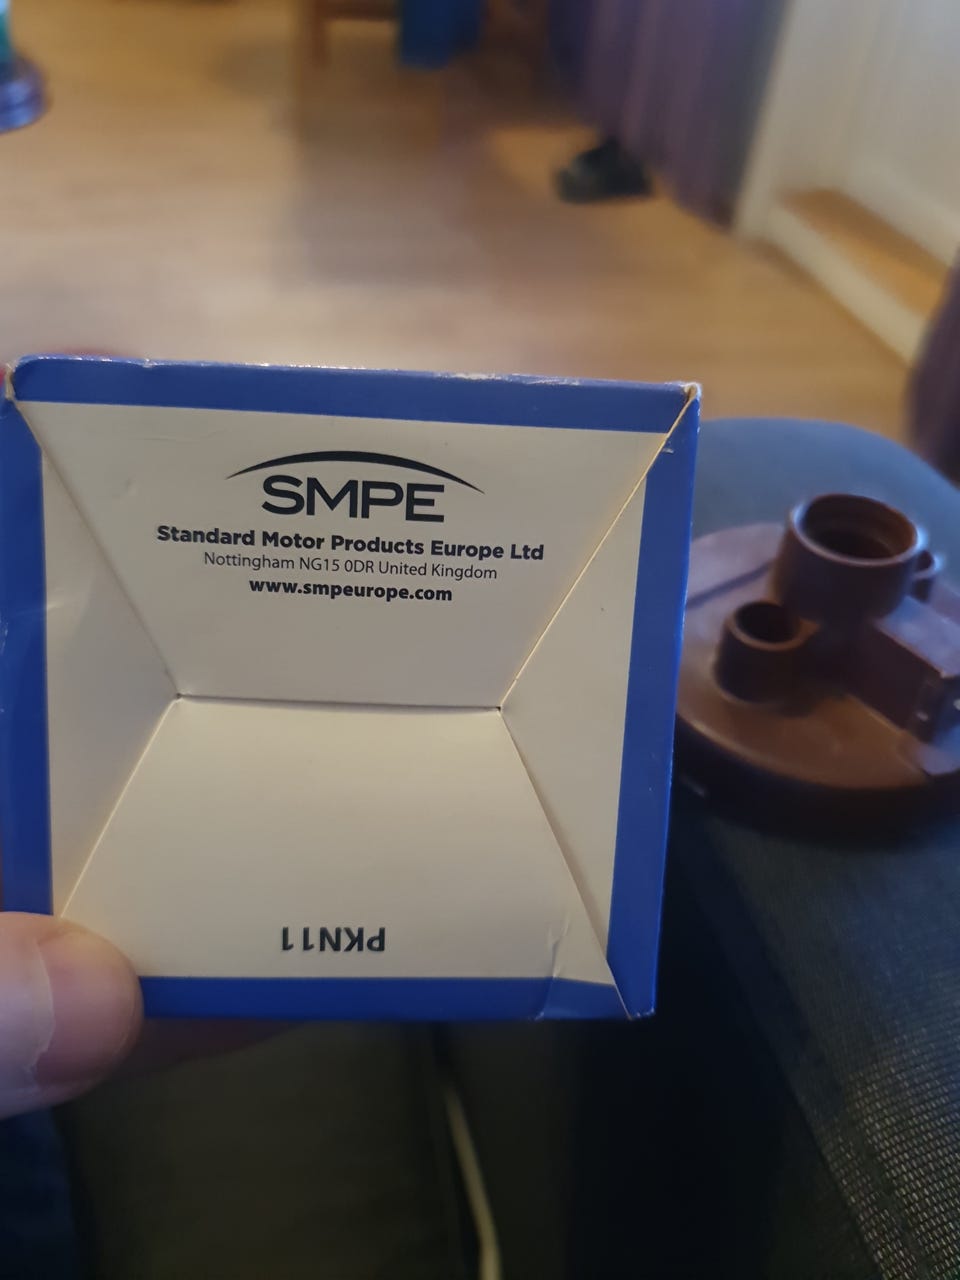 SMPE
Standard Motor Products Europe Ltd
Nottingham NG15 0DR United Kingdom
www.smpeurope.com
PKN11